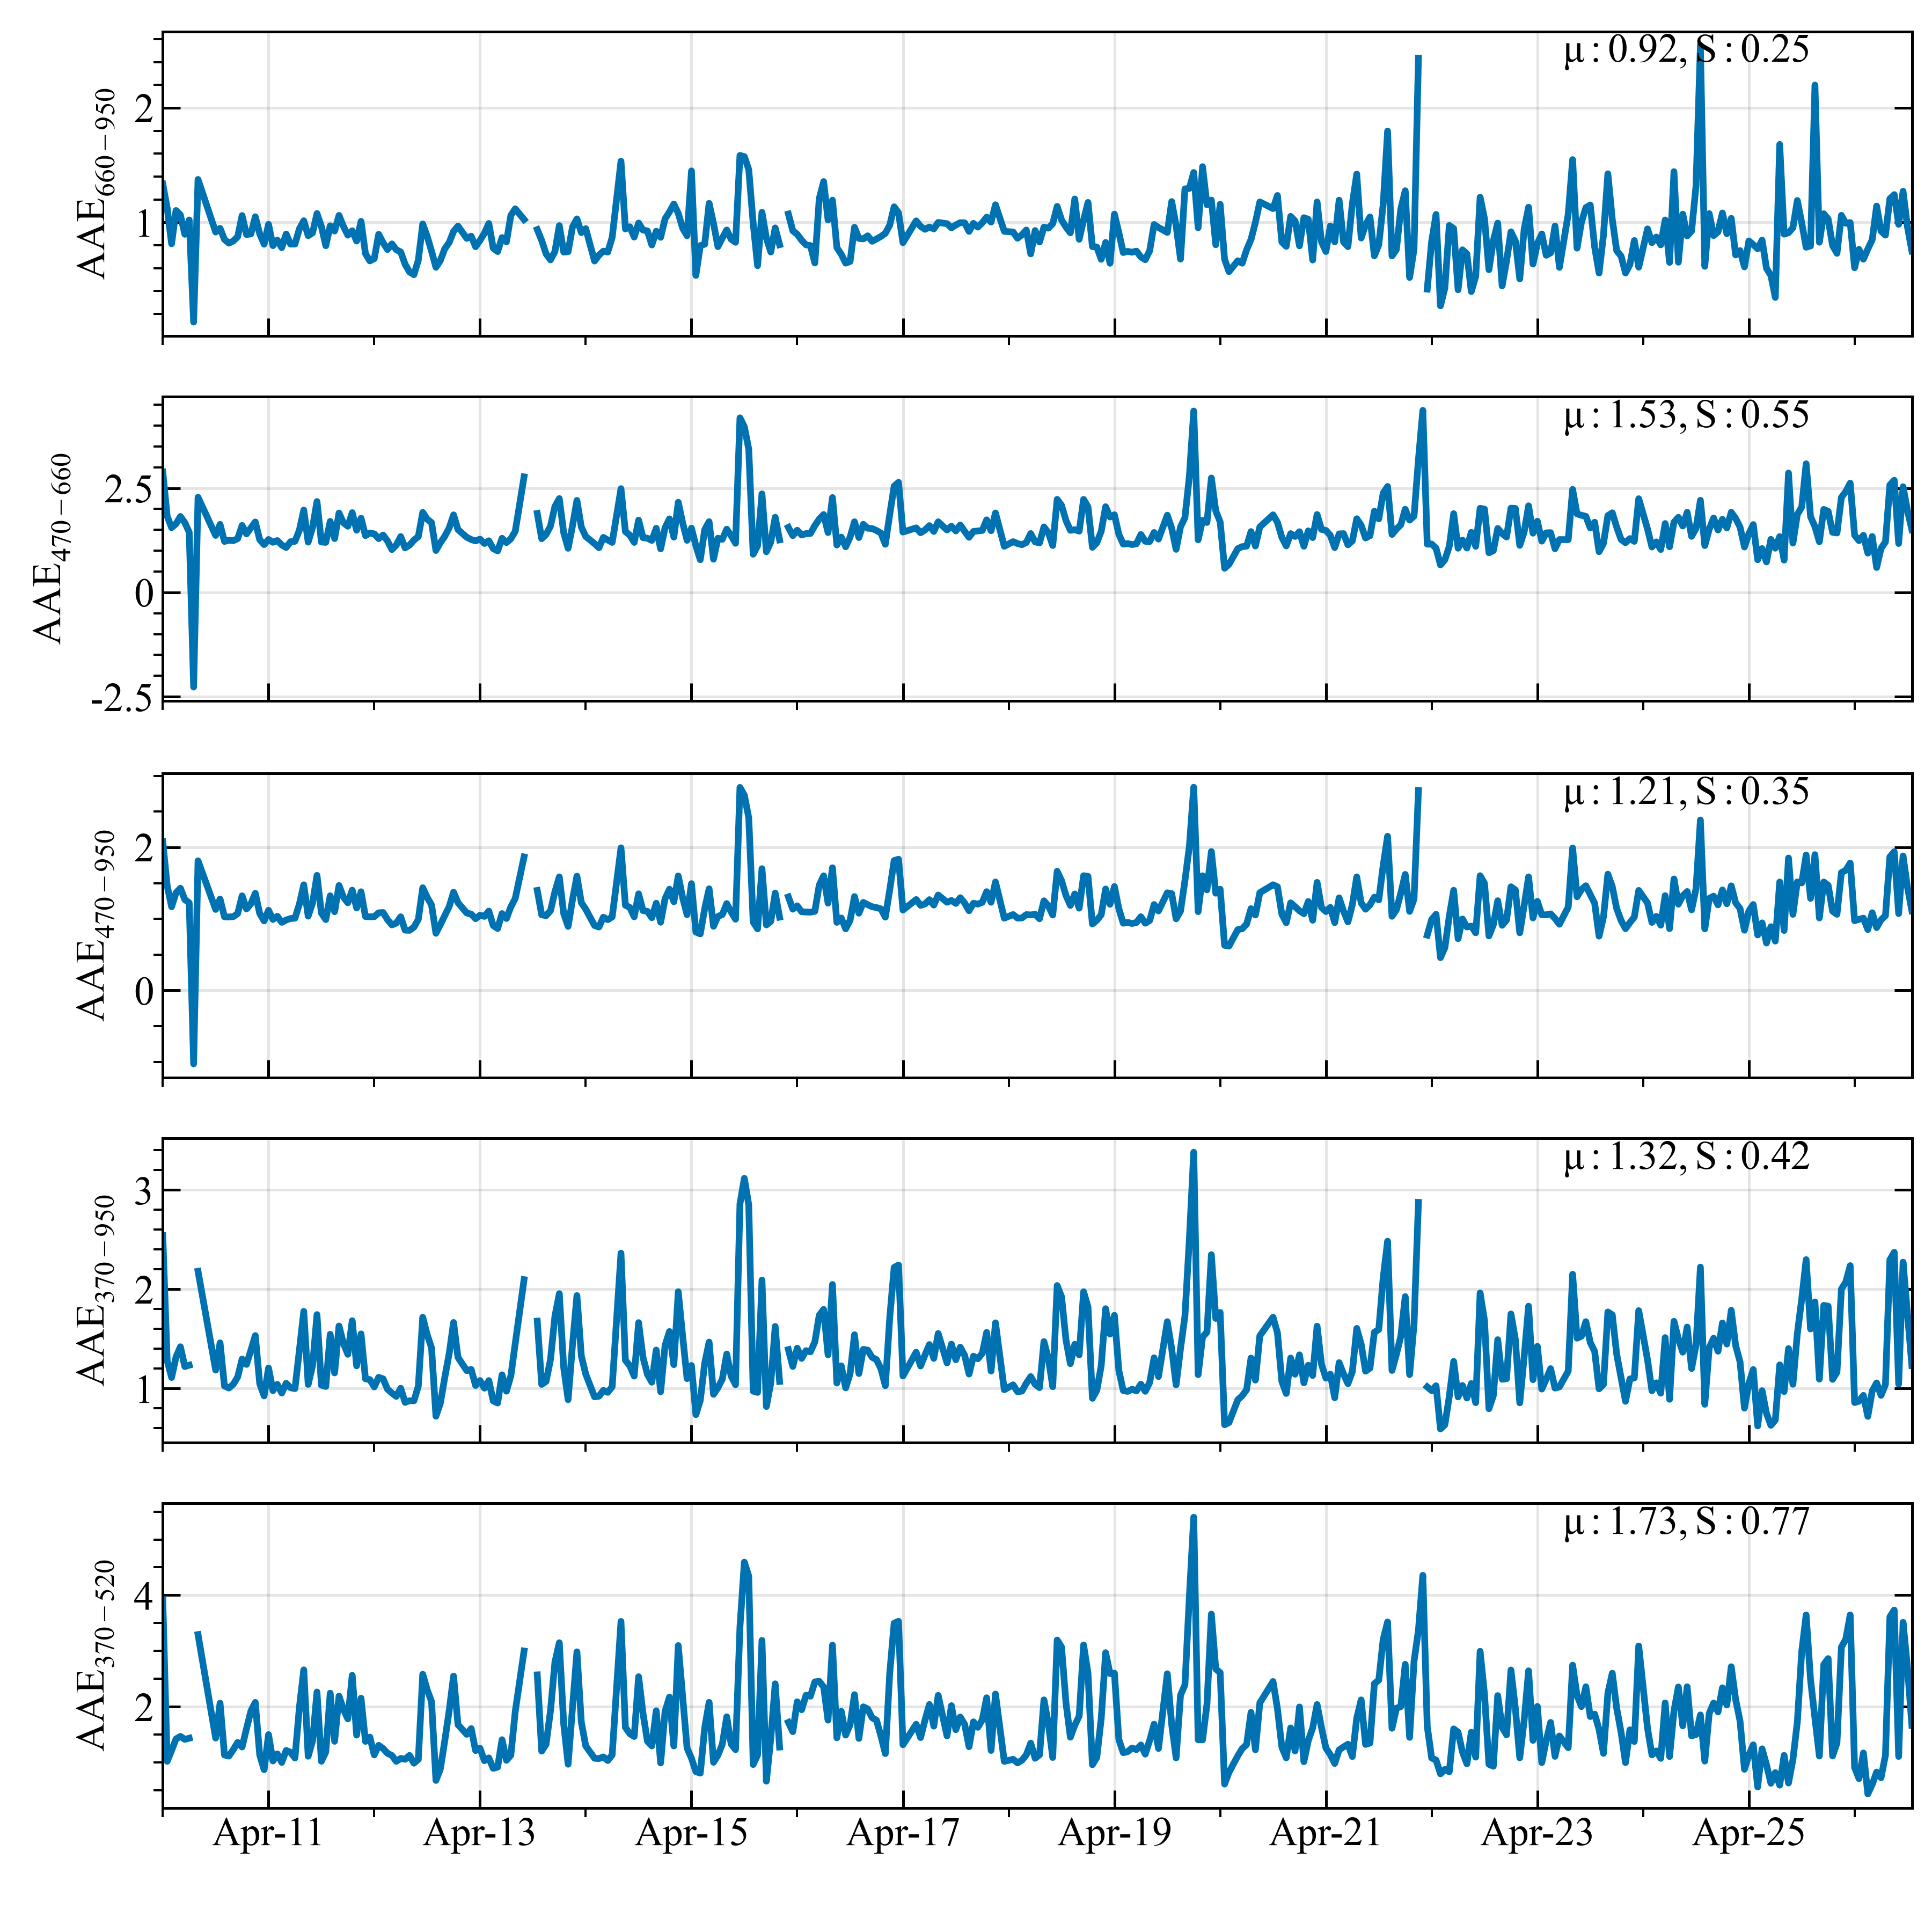 AAE660−950
2
1
μ : 0.92, S : 0.25
AAE470−660
2.5
0
-2.5
μ : 1.53, S : 0.55
AAE470−950
2
0
μ : 1.21, S : 0.35
AAE370−950
3
2
1
μ : 1.32, S : 0.42
AAE370−520
4
2
μ : 1.73, S : 0.77
Apr-11 Apr-13 Apr-15 Apr-17 Apr-19 Apr-21 Apr-23 Apr-25